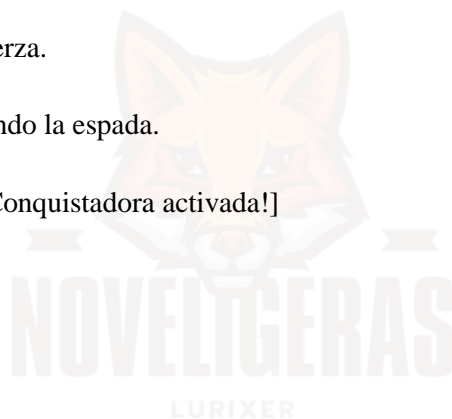 erza.
ndo la espada.
Conquistadora activada!]
NOVELIGERAS
LURIXER